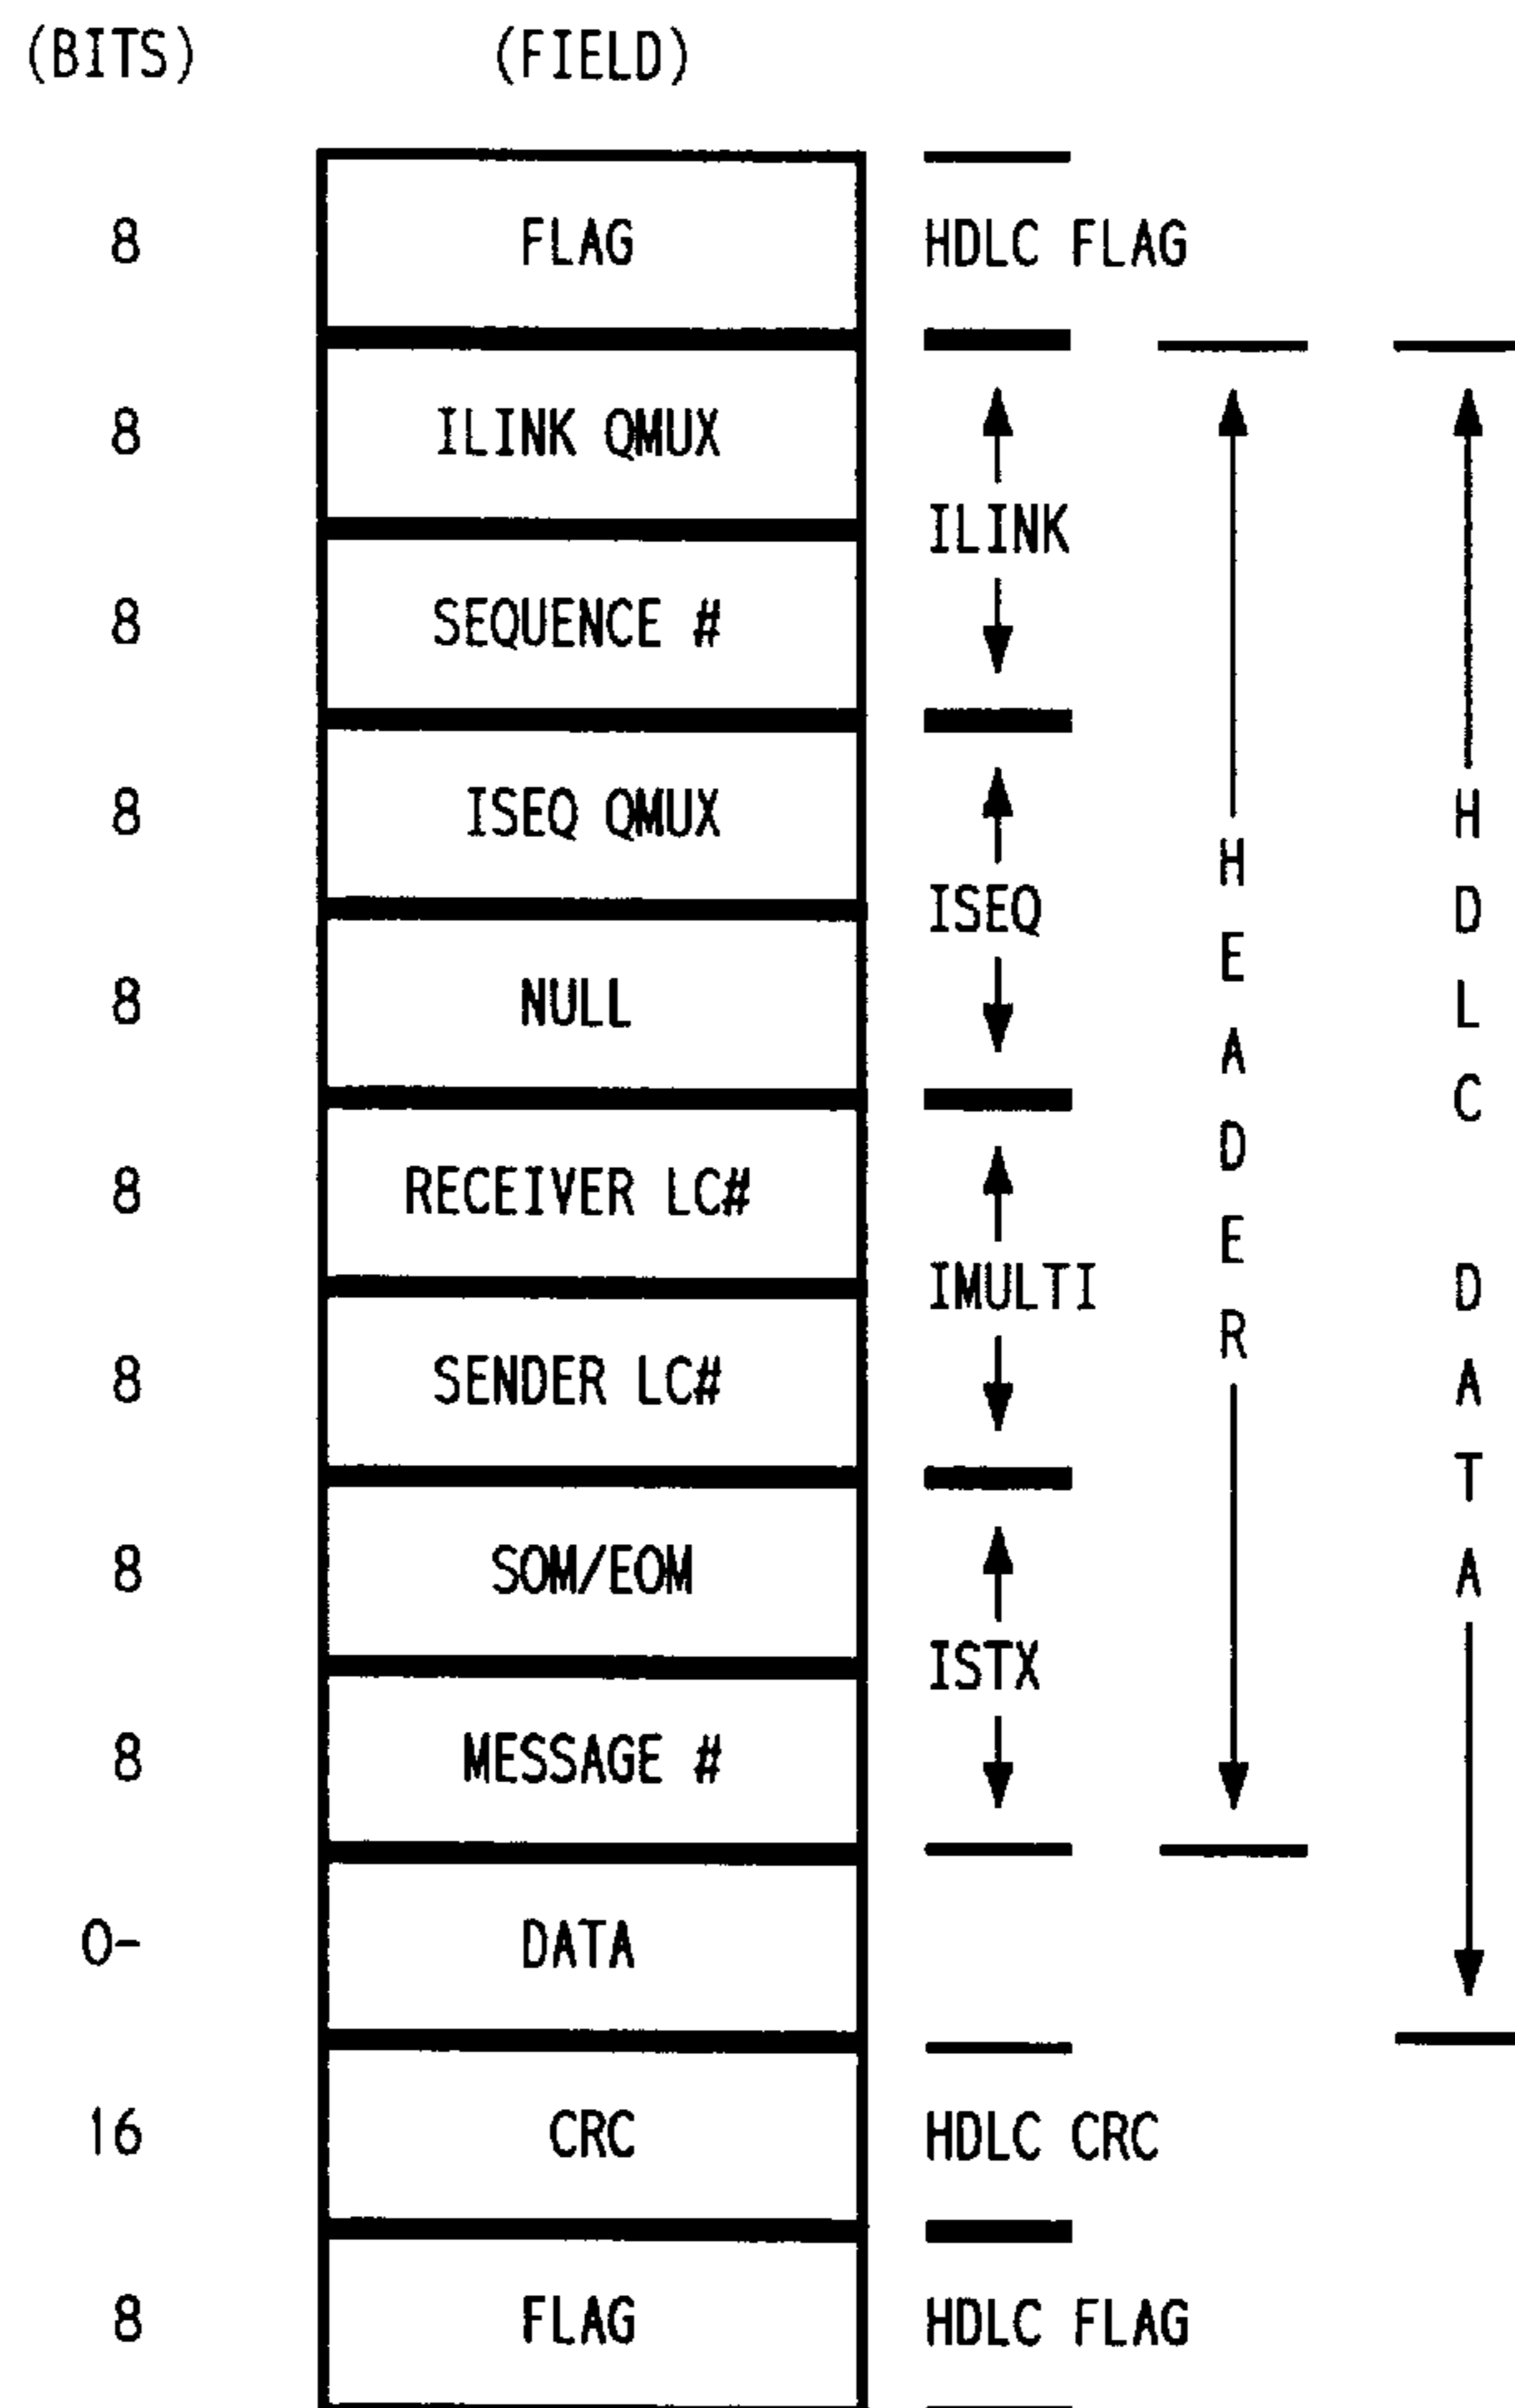 (BITS) (FIELD)
8 FLAG HDLC FLAG
8 ILINK QMUX
ILINK
8 SEQUENCE #
8 ISEQ QMUX
ISEQ
8 NULL
8 RECEIVER LC#
IMULTI
8 SENDER LC#
8 SOM/EOM
ISTX
8 MESSAGE #
HEADER
HDLC DATA
0- DATA
16 CRC HDLC CRC
8 FLAG HDLC FLAG